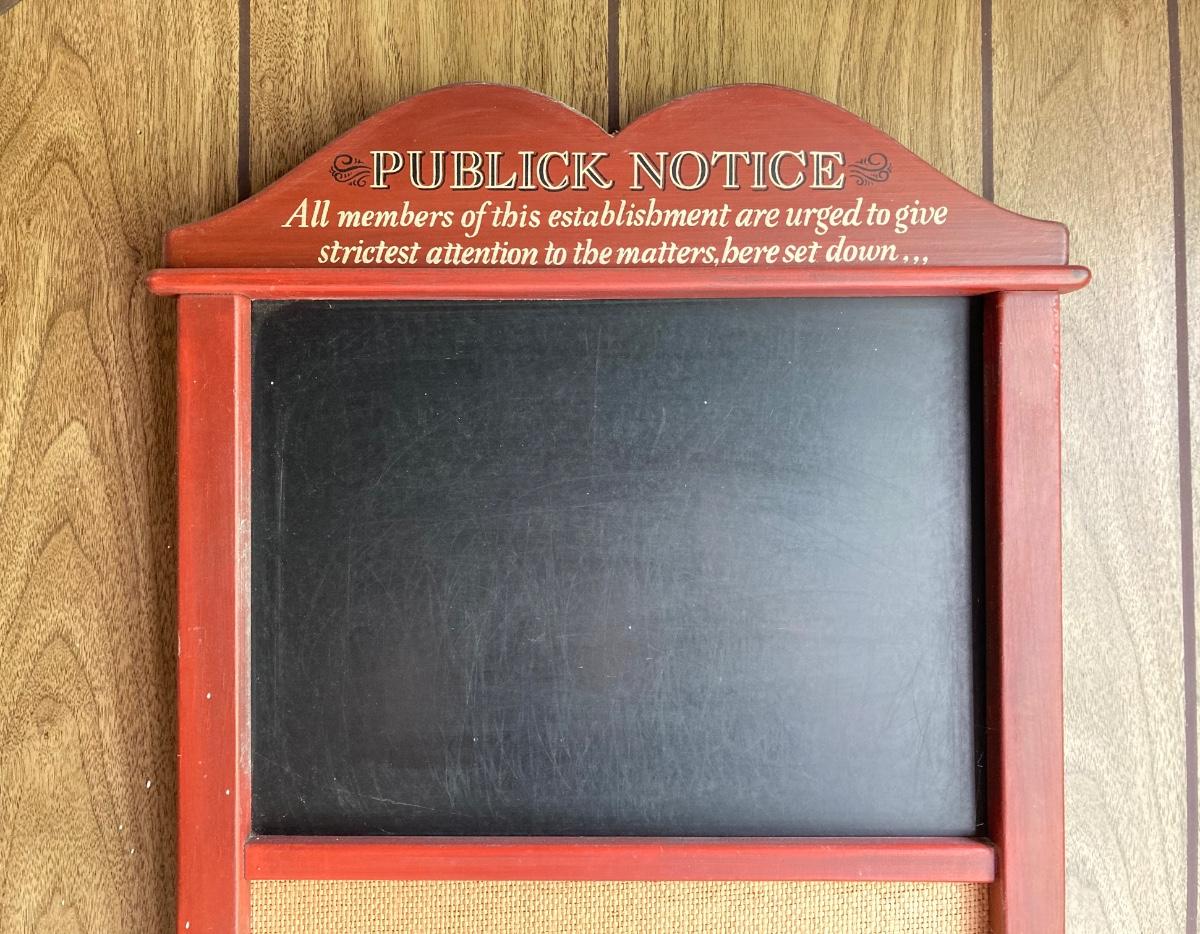 PUBLICK NOTICE
All members of this establishment are urged to give
strictest attention to the matters,here set down,,,